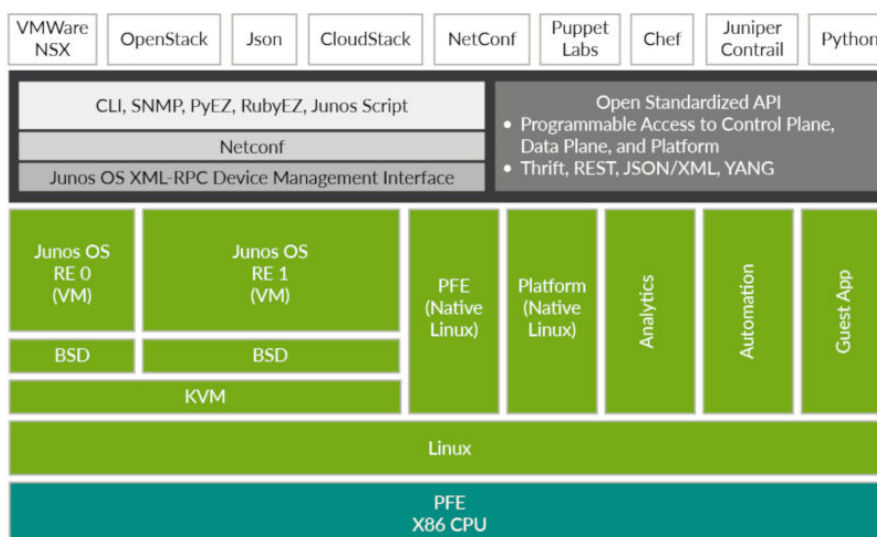 VMWare
NSX
OpenStack
Json
CloudStack
NetConf
Puppet
Labs
Chef
Juniper
Contrail
Python
CLI, SNMP, PyEZ, RubyEZ, Junos Script
Netconf
Junos OS XML-RPC Device Management Interface
Open Standardized API
• Programmable Access to Control Plane,
Data Plane, and Platform
• Thrift, REST, JSON/XML, YANG
Junos OS
RE 0
(VM)
Junos OS
RE 1
(VM)
PFE
(Native
Linux)
Platform
(Native
Linux)
Analytics
Automation
Guest App
BSD
BSD
KVM
Linux
PFE
X86 CPU